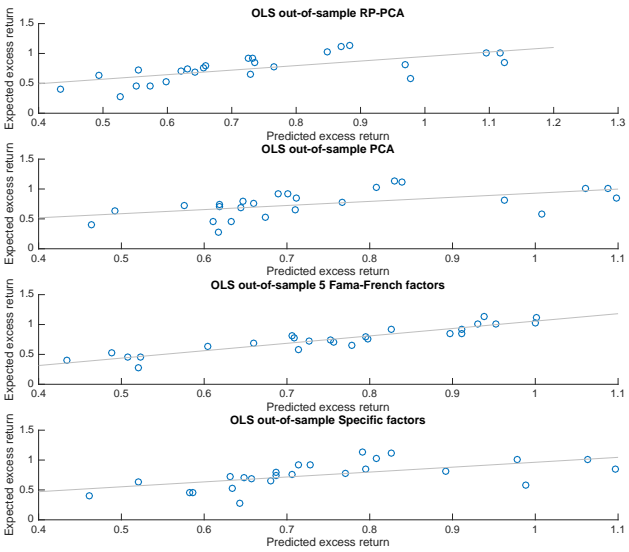 OLS out-of-sample RP-PCA
Expected excess return
1.5
1
0.5
0
0.4 0.5 0.6 0.7 0.8 0.9 1 1.1 1.2 1.3
Predicted excess return
OLS out-of-sample PCA
Expected excess return
1.5
1
0.5
0
0.4 0.5 0.6 0.7 0.8 0.9 1 1.1
Predicted excess return
OLS out-of-sample 5 Fama-French factors
Expected excess return
1.5
1
0.5
0
0.4 0.5 0.6 0.7 0.8 0.9 1 1.1
Predicted excess return
OLS out-of-sample Specific factors
Expected excess return
1.5
1
0.5
0
0.4 0.5 0.6 0.7 0.8 0.9 1 1.1
Predicted excess return